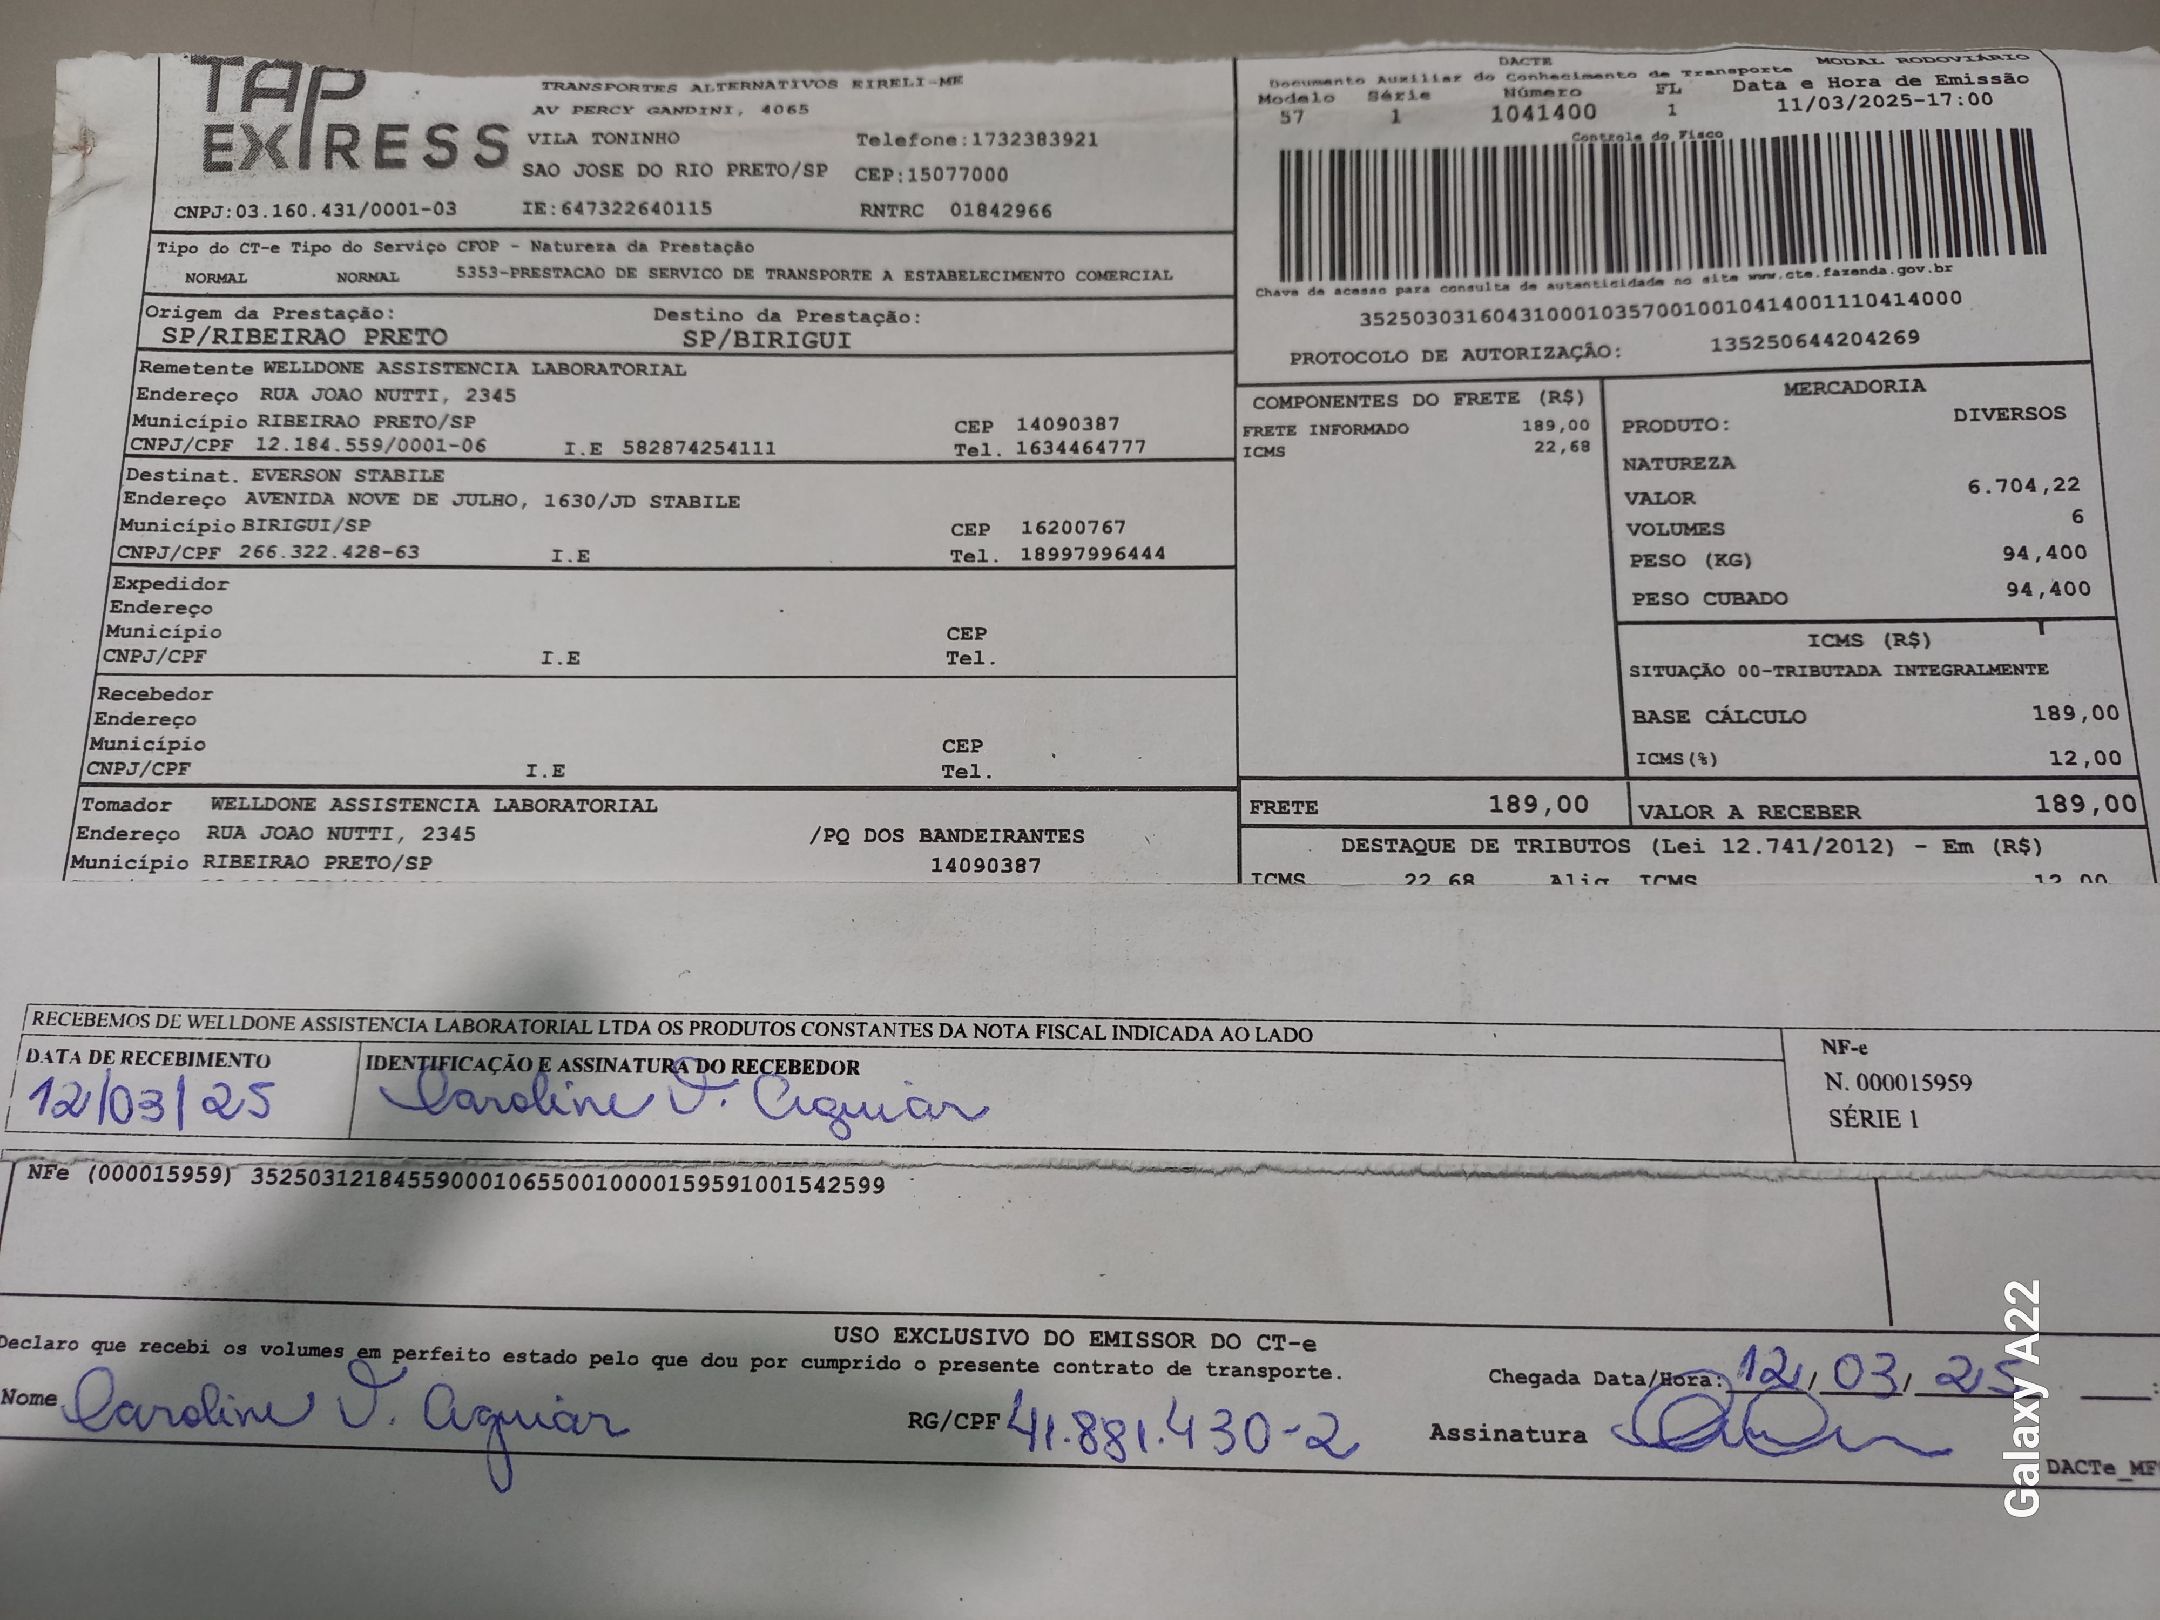 TAP EXPRESS
TRANSPORTES ALTERNATIVOS EIRELI-ME
AV PERCY GANDINI, 4065
VILA TONINHO Telefone:1732383921
SAO JOSE DO RIO PRETO/SP CEP:15077000
CNPJ:03.160.431/0001-03 IE:647322640115 RNTRC 01842966
Tipo do CT-e Tipo do Serviço CFOP - Natureza da Prestação
NORMAL NORMAL 5353-PRESTACAO DE SERVICO DE TRANSPORTE A ESTABELECIMENTO COMERCIAL
Origem da Prestação: Destino da Prestação:
SP/RIBEIRAO PRETO SP/BIRIGUI
Remetente WELLDONE ASSISTENCIA LABORATORIAL
Endereço RUA JOAO NUTTI, 2345
Município RIBEIRAO PRETO/SP CEP 14090387
CNPJ/CPF 12.184.559/0001-06 I.E 582874254111 Tel. 1634464777
Destinat. EVERSON STABILE
Endereço AVENIDA NOVE DE JULHO, 1630/JD STABILE
Município BIRIGUI/SP CEP 16200767
CNPJ/CPF 266.322.428-63 I.E Tel. 18997996444
Expedidor
Endereço
Município CEP
CNPJ/CPF I.E Tel.
Recebedor
Endereço
Município CEP
CNPJ/CPF I.E Tel.
Tomador WELLDONE ASSISTENCIA LABORATORIAL
Endereço RUA JOAO NUTTI, 2345 /PQ DOS BANDEIRANTES
Município RIBEIRAO PRETO/SP 14090387
DACTE MODAL RODOVIÁRIO
Documento Auxiliar do Conhecimento de Transporte
Modelo Série Número FL Data e Hora de Emissão
57 1 1041400 1 11/03/2025-17:00
Controle do Fisco
Chave de acesso para consulta de autenticidade no site www.cte.fazenda.gov.br
35250303160431000103570010010414001110414000
PROTOCOLO DE AUTORIZAÇÂO: 135250644204269
COMPONENTES DO FRETE (R$)
FRETE INFORMADO 189,00
ICMS 22,68
MERCADORIA
PRODUTO: DIVERSOS
NATUREZA
VALOR 6.704,22
VOLUMES 6
PESO (KG) 94,400
PESO CUBADO 94,400
ICMS (R$)
SITUAÇÃO 00-TRIBUTADA INTEGRALMENTE
BASE CÁLCULO 189,00
ICMS(%) 12,00
FRETE 189,00 VALOR A RECEBER 189,00
DESTAQUE DE TRIBUTOS (Lei 12.741/2012) - Em (R$)
ICMS 22,68 Aliq ICMS 12,00
RECEBEMOS DE WELLDONE ASSISTENCIA LABORATORIAL LTDA OS PRODUTOS CONSTANTES DA NOTA FISCAL INDICADA AO LADO
DATA DE RECEBIMENTO IDENTIFICAÇÃO E ASSINATURA DO RECEBEDOR
12/03/25 Caroline V. Aguiar
NF-e
N. 000015959
SÉRIE 1
NFe (000015959) 35250312184559000106550010000159591001542599
USO EXCLUSIVO DO EMISSOR DO CT-e
Declaro que recebi os volumes em perfeito estado pelo que dou por cumprido o presente contrato de transporte.
Chegada Data/Hora: 12/03/25 :
Nome Caroline V. Aguiar RG/CPF 41.881.430-2 Assinatura
DACTe_MF
Galaxy A22